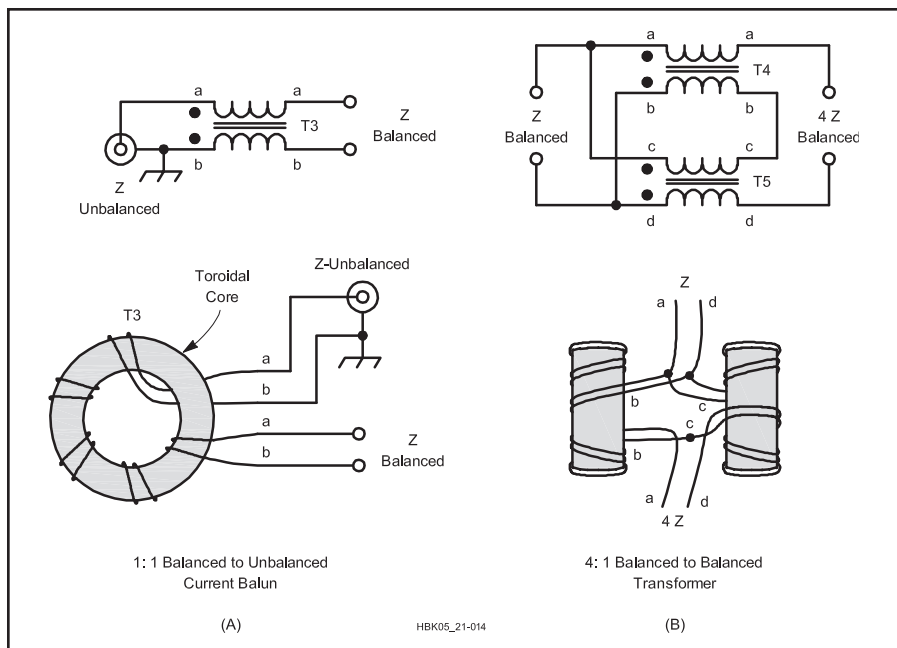 a
a
T3
b
b
Z
Balanced
Z
Unbalanced
a
a
T4
b
b
Z
Balanced
4 Z
Balanced
c
c
T5
d
d
Toroidal
Core
T3
Z-Unbalanced
a
b
a
b
Z
Balanced
Z
a
d
b
c
c
b
a
d
4 Z
1: 1 Balanced to Unbalanced
Current Balun
4: 1 Balanced to Balanced
Transformer
(A)
HBK05_21-014
(B)